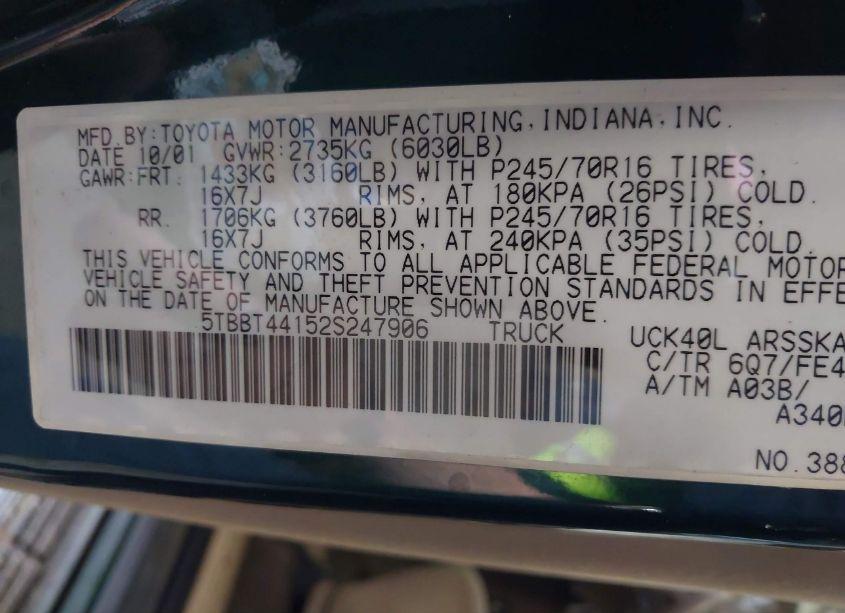 MFD.BY:TOYOTA MOTOR MANUFACTURING,INDIANA,INC.
DATE 10/01 GVWR:2735KG (6030LB)
GAWR:FRT. 1433KG (3160LB) WITH P245/70R16 TIRES,
16X7J RIMS, AT 180KPA (26PSI) COLD.
RR. 1706KG (3760LB) WITH P245/70R16 TIRES,
16X7J RIMS, AT 240KPA (35PSI) COLD.
THIS VEHICLE CONFORMS TO ALL APPLICABLE FEDERAL MOTOR
VEHICLE SAFETY AND THEFT PREVENTION STANDARDS IN EFFE
ON THE DATE OF MANUFACTURE SHOWN ABOVE.
5TBBT44152S247906 TRUCK
UCK40L ARSSKA
C/TR 6Q7/FE4
A/TM A03B/
A340
NO.388